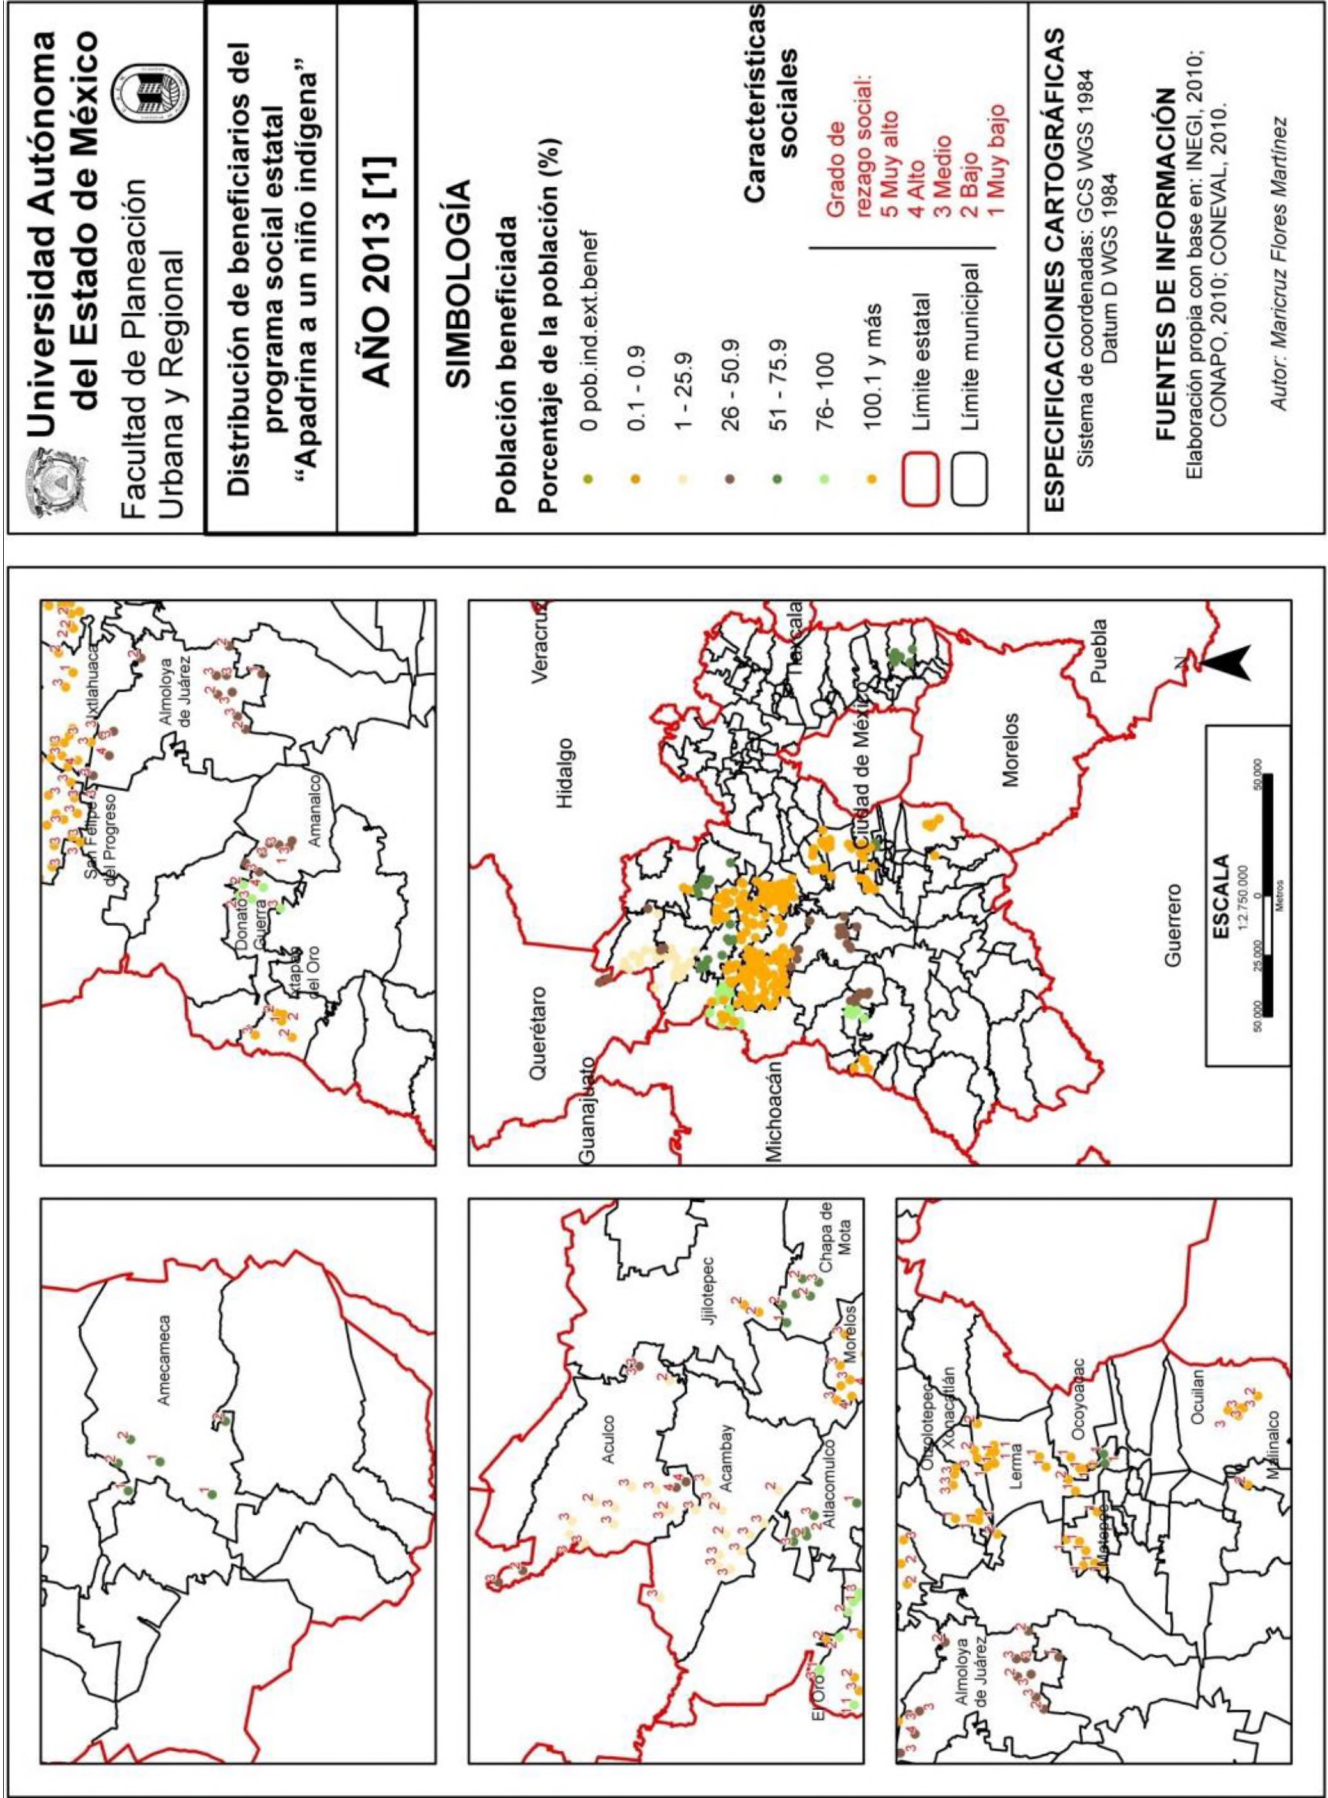 Universidad Autónoma
del Estado de México
Facultad de Planeación
Urbana y Regional
Distribución de beneficiarios del
programa social estatal
“Apadrina a un niño indígena”
AÑO 2013 [1]
SIMBOLOGÍA
Población beneficiada
Porcentaje de la población (%)
0 pob.ind.ext.benef
0.1 - 0.9
1 - 25.9
26 - 50.9
51 - 75.9
76- 100
100.1 y más
Límite estatal
Límite municipal
Características
sociales
Grado de
rezago social:
5 Muy alto
4 Alto
3 Medio
2 Bajo
1 Muy bajo
ESPECIFICACIONES CARTOGRÁFICAS
Sistema de coordenadas: GCS WGS 1984
Datum D WGS 1984
FUENTES DE INFORMACIÓN
Elaboración propia con base en: INEGI, 2010;
CONAPO, 2010; CONEVAL, 2010.
Autor: Maricruz Flores Martínez
Amecameca
San Felipe
del Progreso
Ixtlahuaca
Almoloya
de Juárez
Donato
Guerra
Amanalco
Ixtapan
del Oro
Aculco
Jjilotepec
Acambay
Chapa de
Mota
Atlacomulco
Morelos
El Oro
Querétaro
Hidalgo
Veracruz
Guanajuato
Michoacán
Tlaxcala
Ciudad de México
Morelos
Puebla
Guerrero
N
ESCALA
1:2.750.000
50.000 25.000 0 50.000
Metros
Otzolotepec
Xonacatlán
Almoloya
de Juárez
Lerma
Ocoyoacac
Metepec
Ocuilan
Malinalco